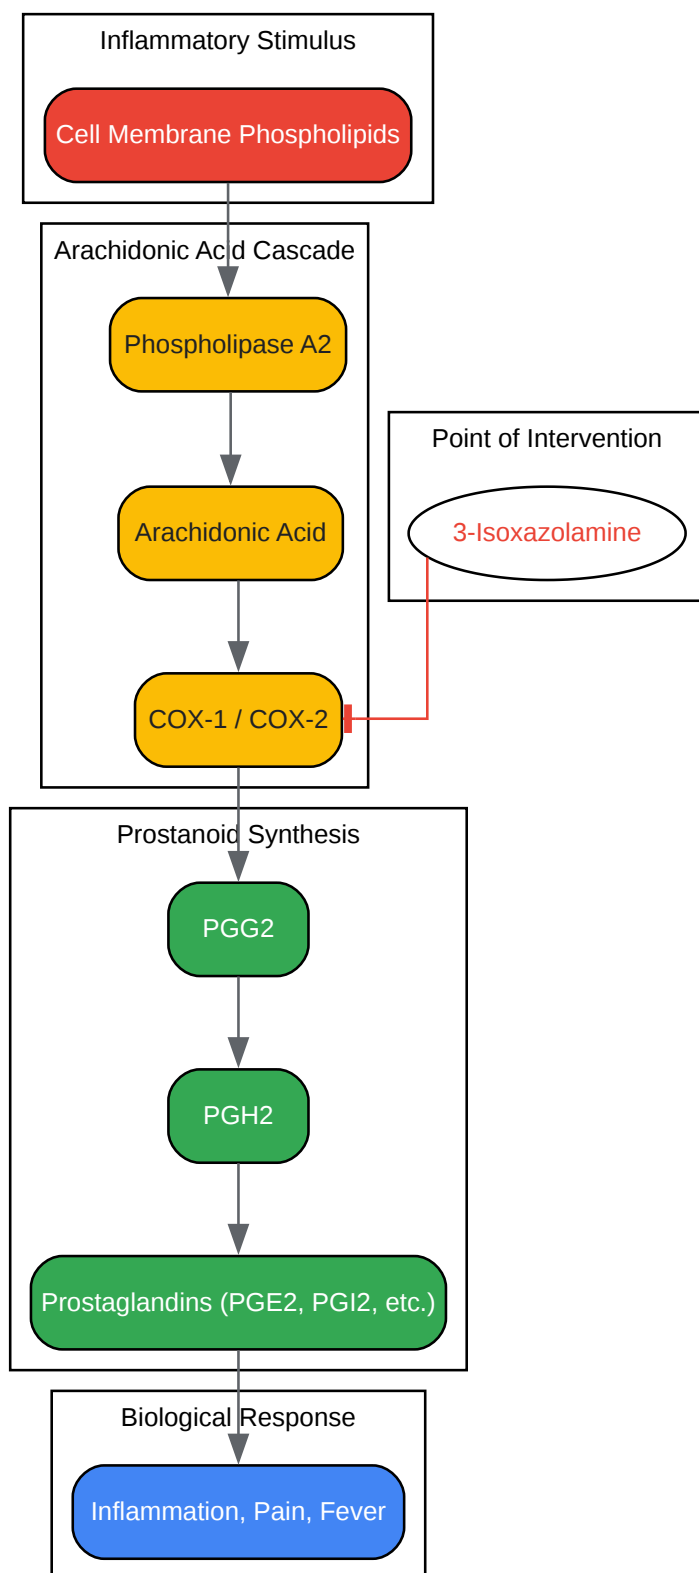 Inflammatory Stimulus
Cell Membrane Phospholipids
Arachidonic Acid Cascade
Phospholipase A2
Arachidonic Acid
Point of Intervention
3-Isoxazolamine
COX-1 / COX-2
Prostanoid Synthesis
PGG2
PGH2
Prostaglandins (PGE2, PGI2, etc.)
Biological Response
Inflammation, Pain, Fever